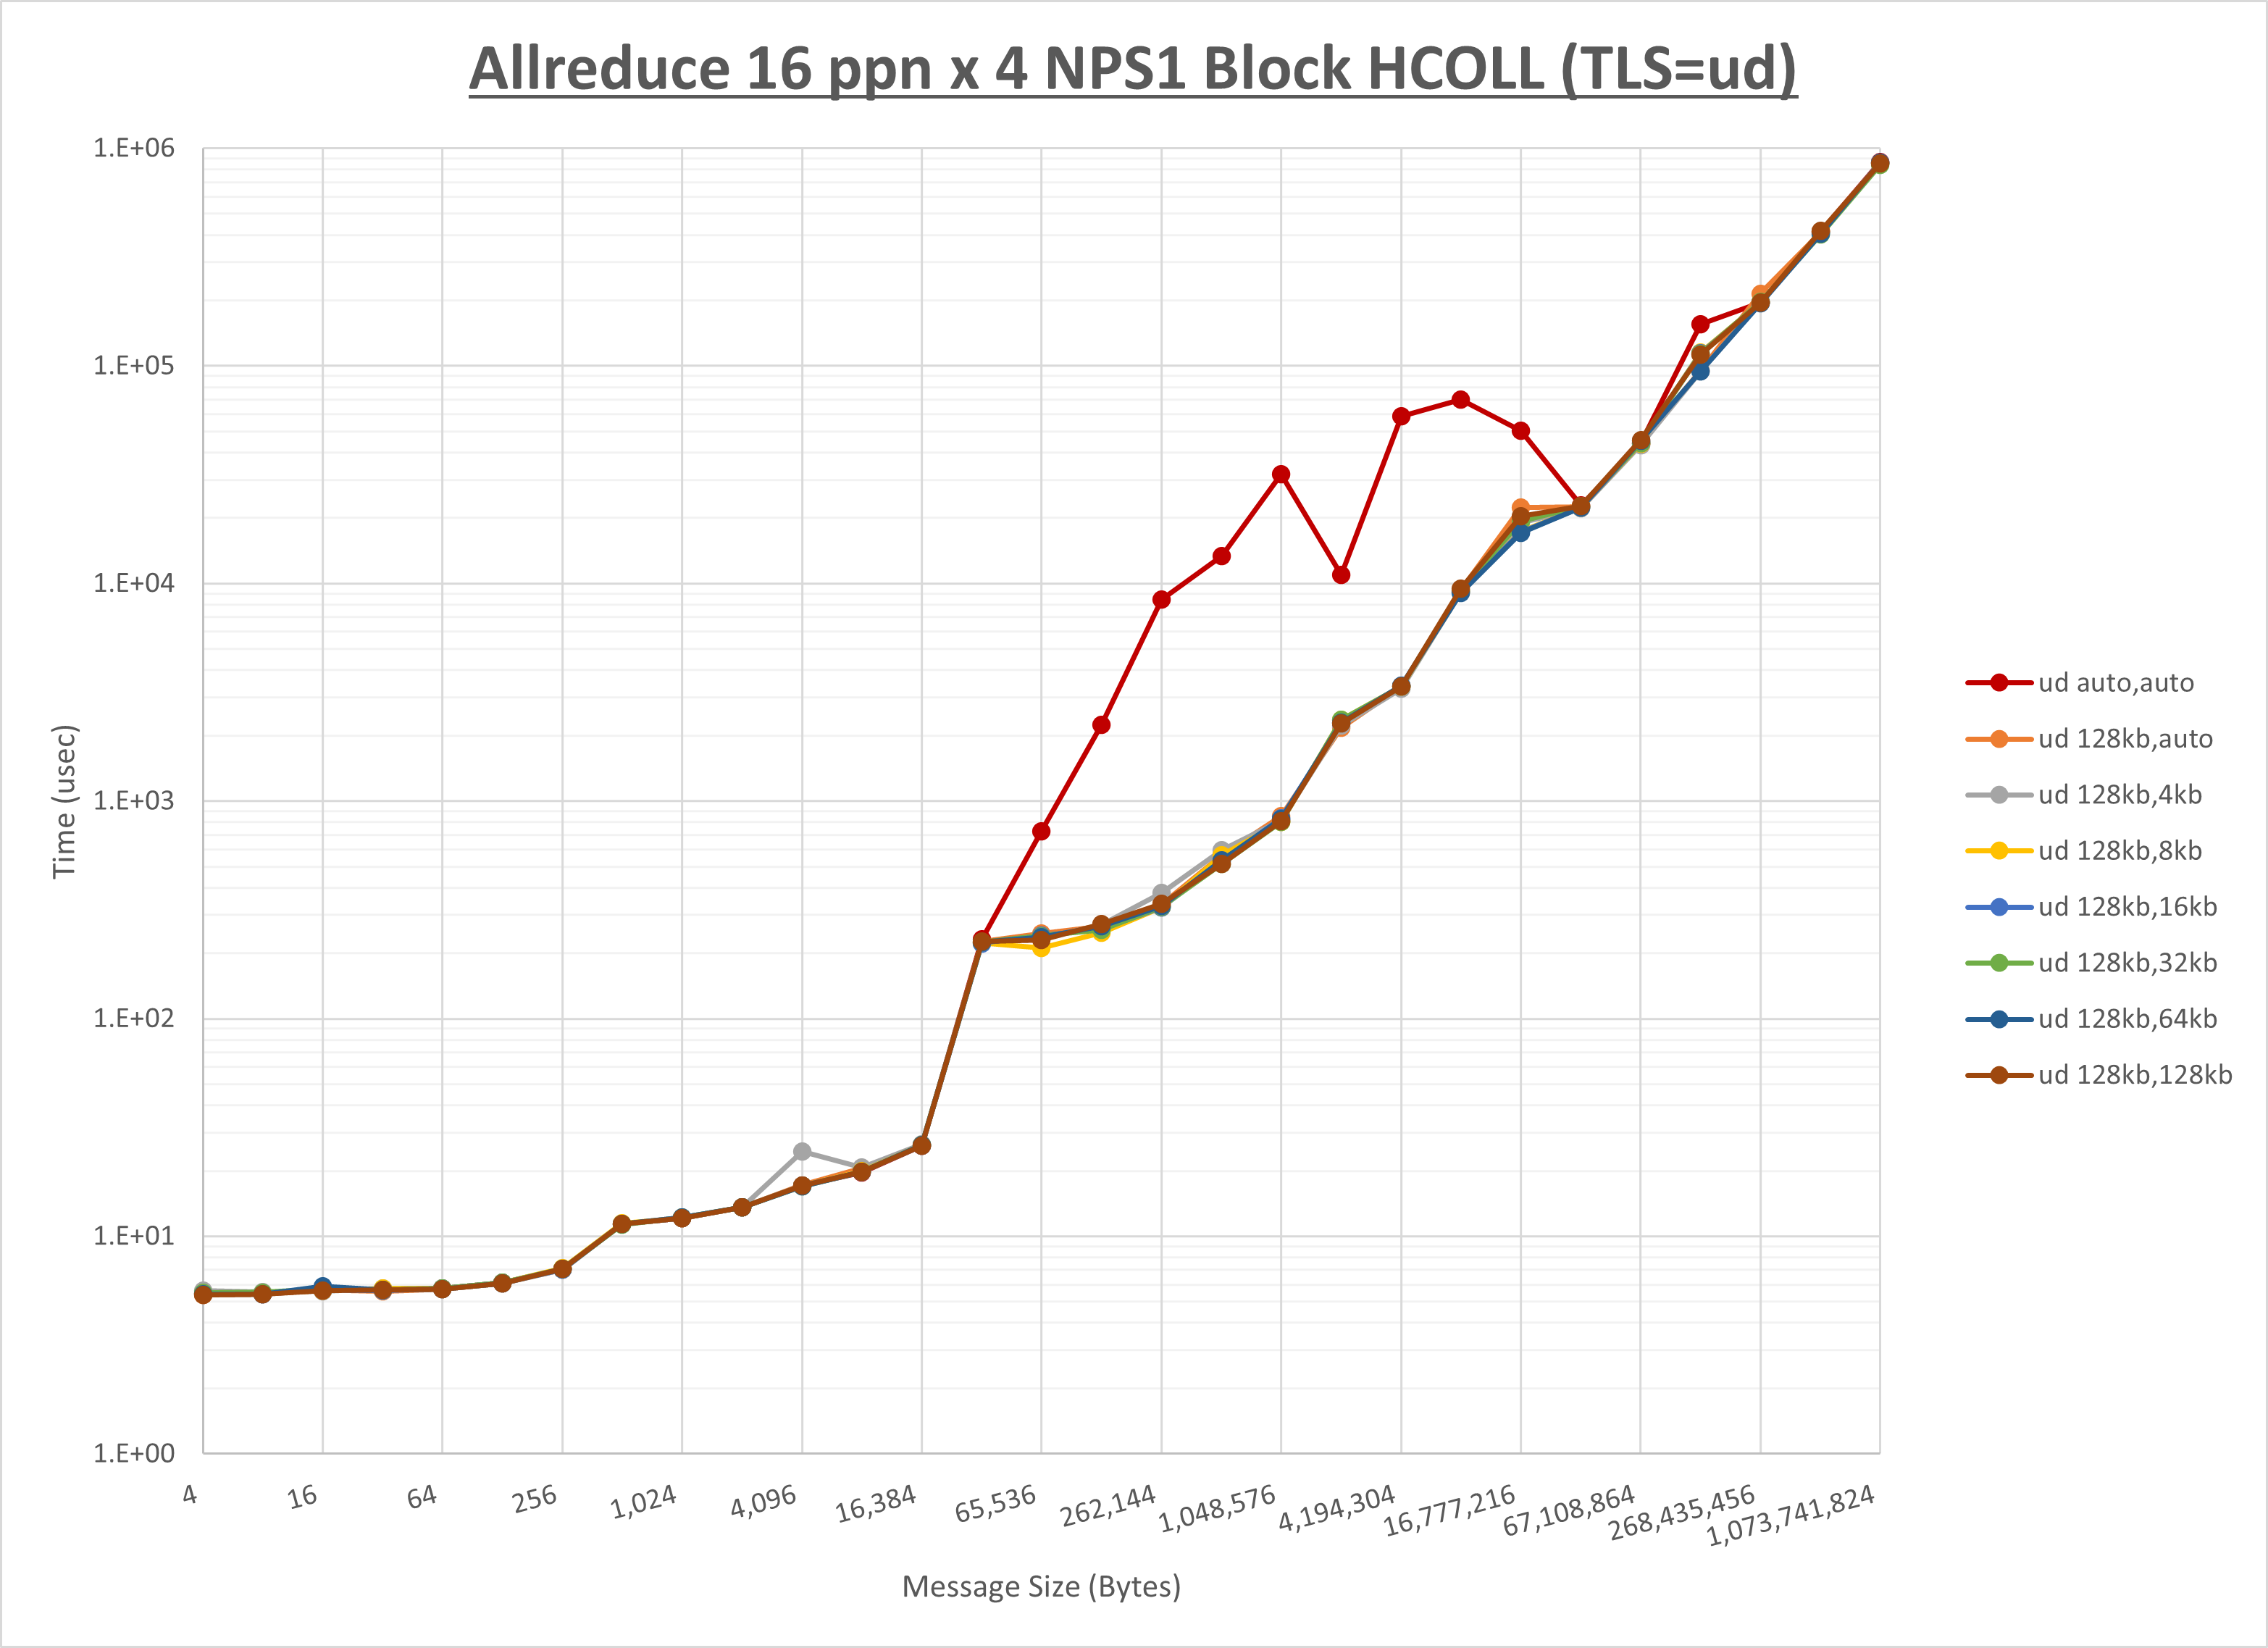 Allreduce 16 ppn x 4 NPS1 Block HCOLL (TLS=ud)
1.E+06
1.E+05
1.E+04
1.E+03
1.E+02
1.E+01
1.E+00
Time (usec)
4
16
64
256
1,024
4,096
16,384
65,536
262,144
1,048,576
4,194,304
16,777,216
67,108,864
268,435,456
1,073,741,824
Message Size (Bytes)
ud auto,auto
ud 128kb,auto
ud 128kb,4kb
ud 128kb,8kb
ud 128kb,16kb
ud 128kb,32kb
ud 128kb,64kb
ud 128kb,128kb